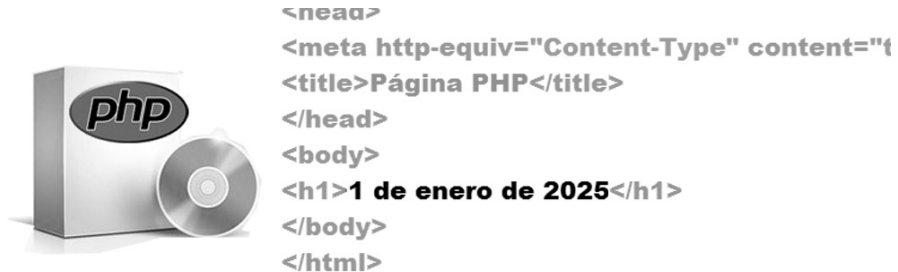 php
<head>
<meta http-equiv="Content-Type" content="t
<title>Página PHP</title>
</head>
<body>
<h1>1 de enero de 2025</h1>
</body>
</html>